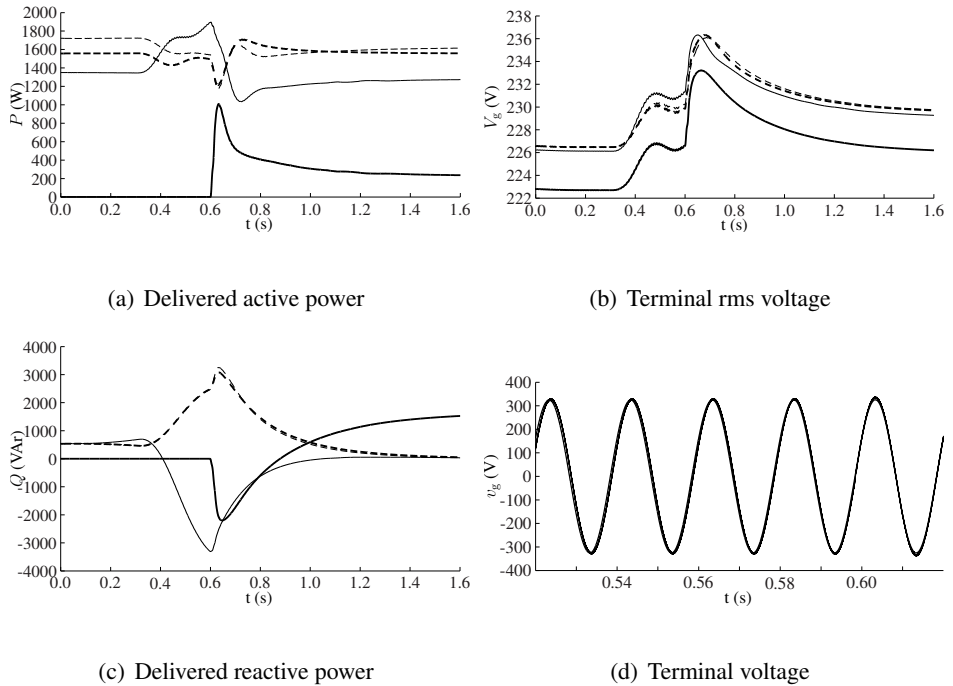 2000
1800
1600
1400
1200
1000
800
600
400
200
0
P (W)
0.0 0.2 0.4 0.6 0.8 1.0 1.2 1.4 1.6
t (s)
(a) Delivered active power
238
236
234
232
230
228
226
224
222
Vg (V)
0.0 0.2 0.4 0.6 0.8 1.0 1.2 1.4 1.6
t (s)
(b) Terminal rms voltage
4000
3000
2000
1000
0
-1000
-2000
-3000
-4000
Q (VAr)
0.0 0.2 0.4 0.6 0.8 1.0 1.2 1.4 1.6
t (s)
(c) Delivered reactive power
400
300
200
100
0
-100
-200
-300
-400
vg (V)
0.54 0.56 0.58 0.60
t (s)
(d) Terminal voltage